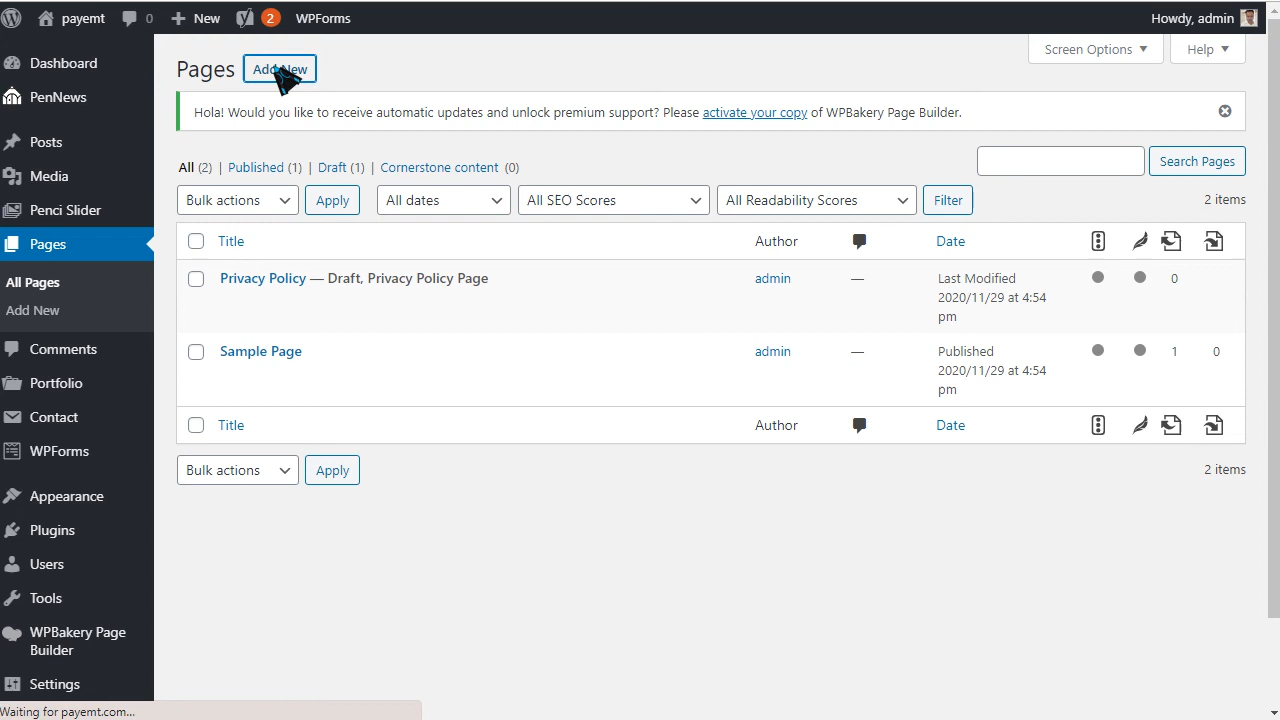 payemt 0 New 2 WPForms Howdy, admin
Dashboard
PenNews
Posts
Media
Penci Slider
Pages
All Pages
Add New
Comments
Portfolio
Contact
WPForms
Appearance
Plugins
Users
Tools
WPBakery Page
Builder
Settings
Screen Options Help
Pages Add New
Hola! Would you like to receive automatic updates and unlock premium support? Please activate your copy of WPBakery Page Builder.
All (2) | Published (1) | Draft (1) | Cornerstone content (0)
Search Pages
Bulk actions Apply All dates All SEO Scores All Readability Scores Filter 2 items
Title Author Date
Privacy Policy — Draft, Privacy Policy Page admin — Last Modified 0
2020/11/29 at 4:54
pm
Sample Page admin — Published 1 0
2020/11/29 at 4:54
pm
Title Author Date
Bulk actions Apply 2 items
Waiting for payemt.com...